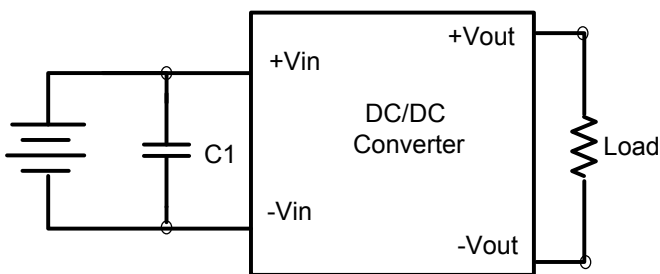 +Vin
+Vout
DC/DC
Converter
C1
Load
-Vin
-Vout